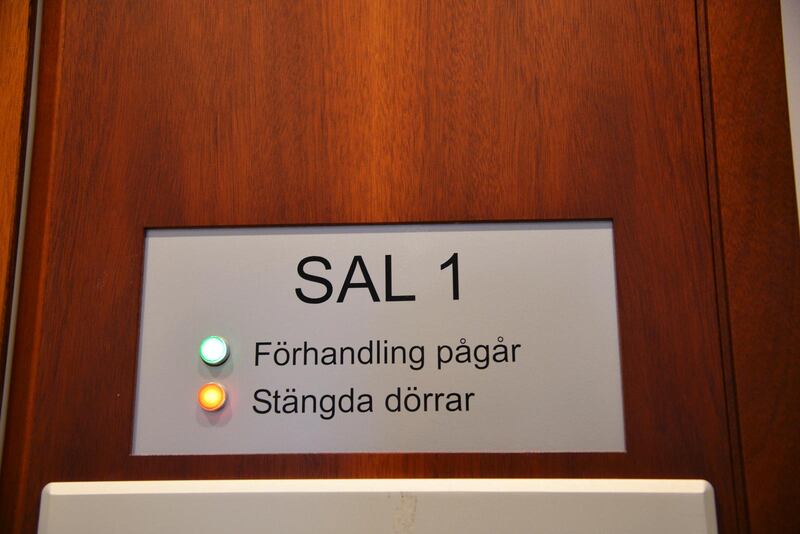 SAL 1
Förhandling pågår
Stängda dörrar